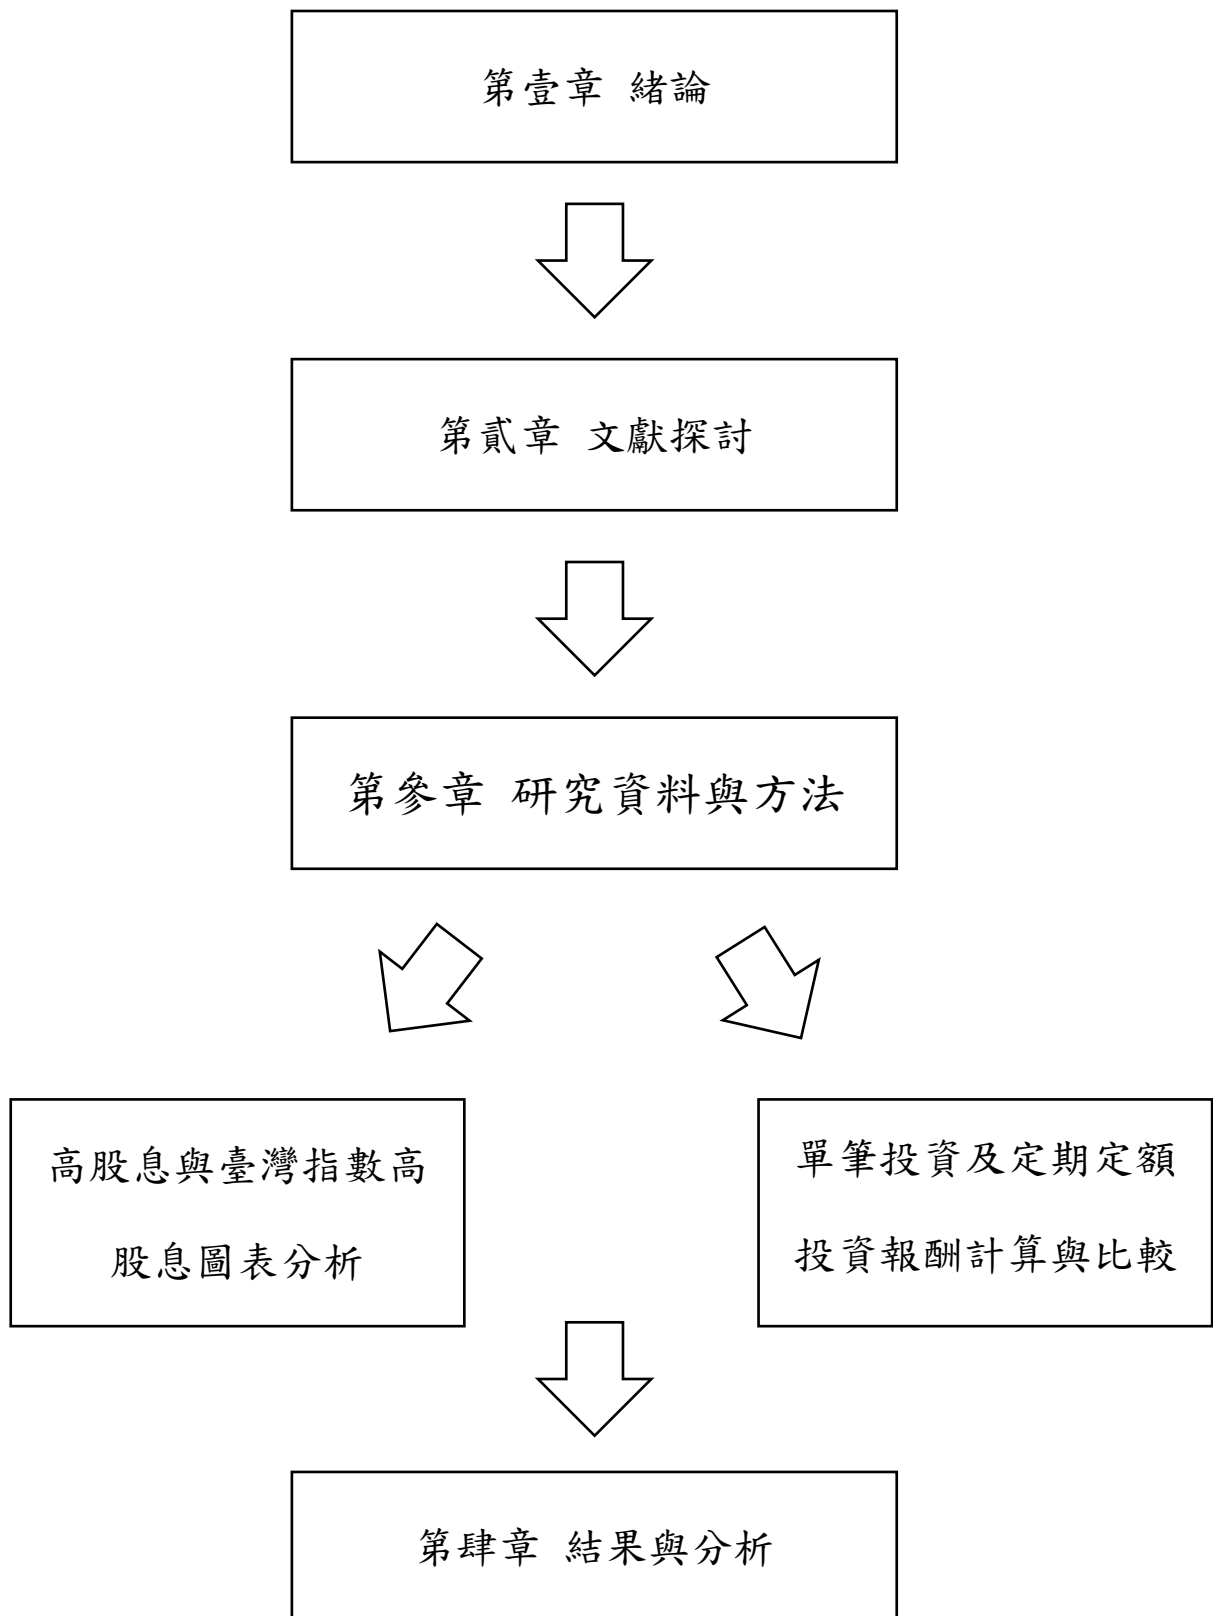 第壹章 緒論
第貳章 文獻探討
第參章 研究資料與方法
高股息與臺灣指數高
股息圖表分析
單筆投資及定期定額
投資報酬計算與比較
第肆章 結果與分析